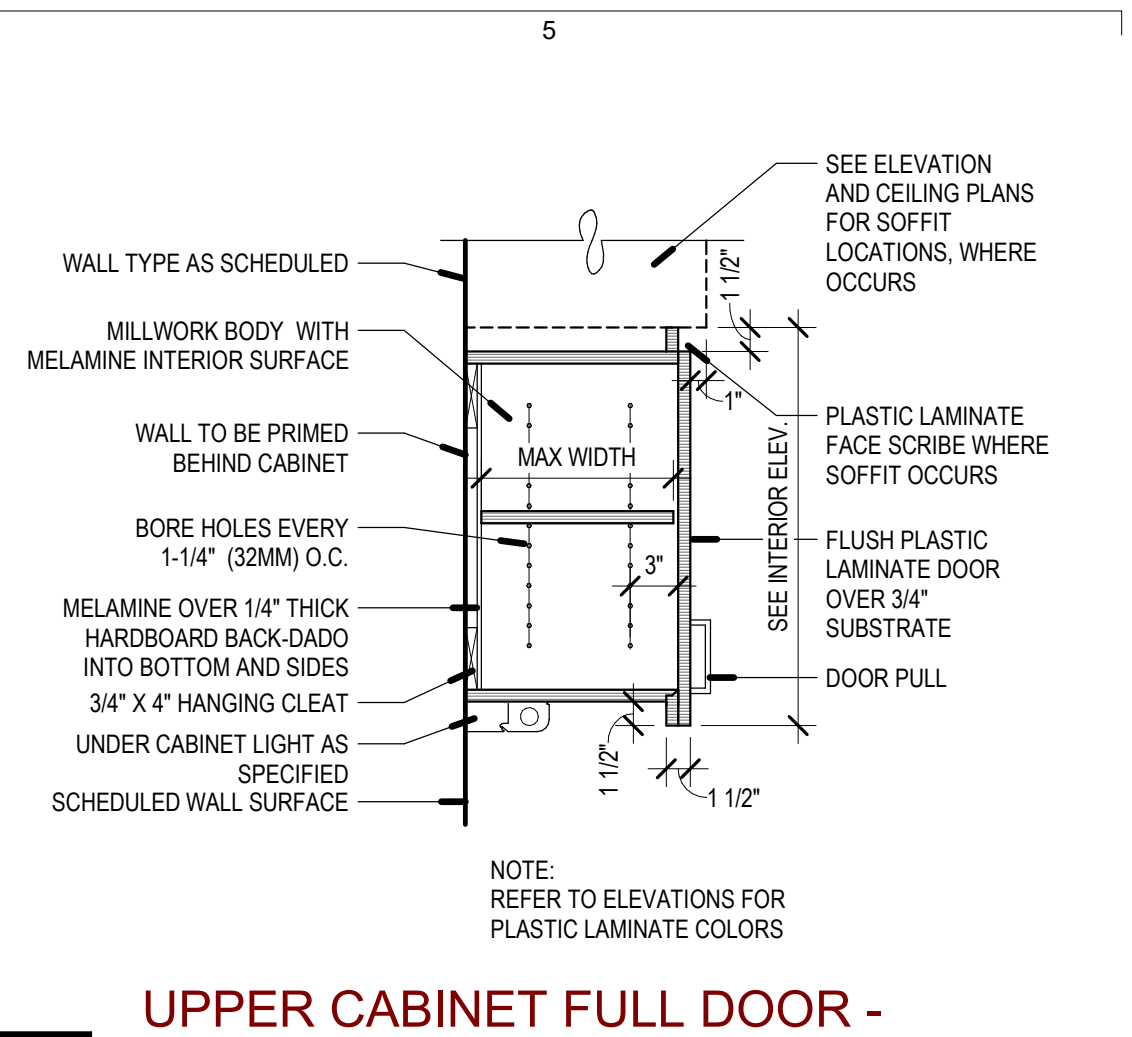 5
SEE ELEVATION
AND CEILING PLANS
FOR SOFFIT
LOCATIONS, WHERE
OCCURS
WALL TYPE AS SCHEDULED
MILLWORK BODY WITH
MELAMINE INTERIOR SURFACE
WALL TO BE PRIMED
BEHIND CABINET
BORE HOLES EVERY
1-1/4" (32MM) O.C.
MELAMINE OVER 1/4" THICK
HARDBOARD BACK-DADO
INTO BOTTOM AND SIDES
3/4" X 4" HANGING CLEAT
UNDER CABINET LIGHT AS
SPECIFIED
SCHEDULED WALL SURFACE
MAX WIDTH
3"
1 1/2"
1"
SEE INTERIOR ELEV.
1 1/2"
1 1/2"
PLASTIC LAMINATE
FACE SCRIBE WHERE
SOFFIT OCCURS
FLUSH PLASTIC
LAMINATE DOOR
OVER 3/4"
SUBSTRATE
DOOR PULL
NOTE:
REFER TO ELEVATIONS FOR
PLASTIC LAMINATE COLORS
UPPER CABINET FULL DOOR -